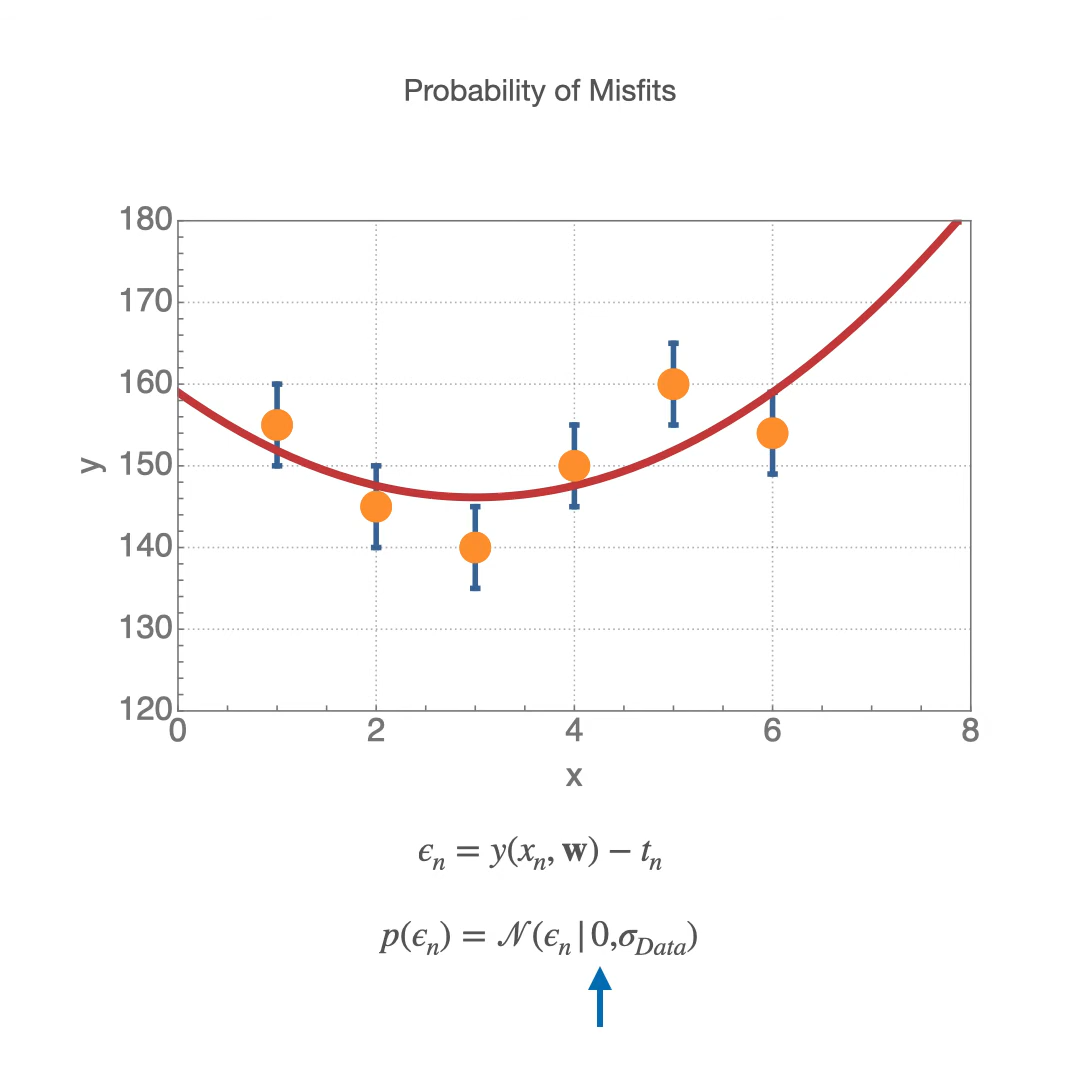 Probability of Misfits
180
170
160
150
140
130
120
y
0 2 4 6 8
x
ϵₙ = y(xₙ, w) − tₙ
p(ϵₙ) = 𝒩(ϵₙ | 0,σ_Data)